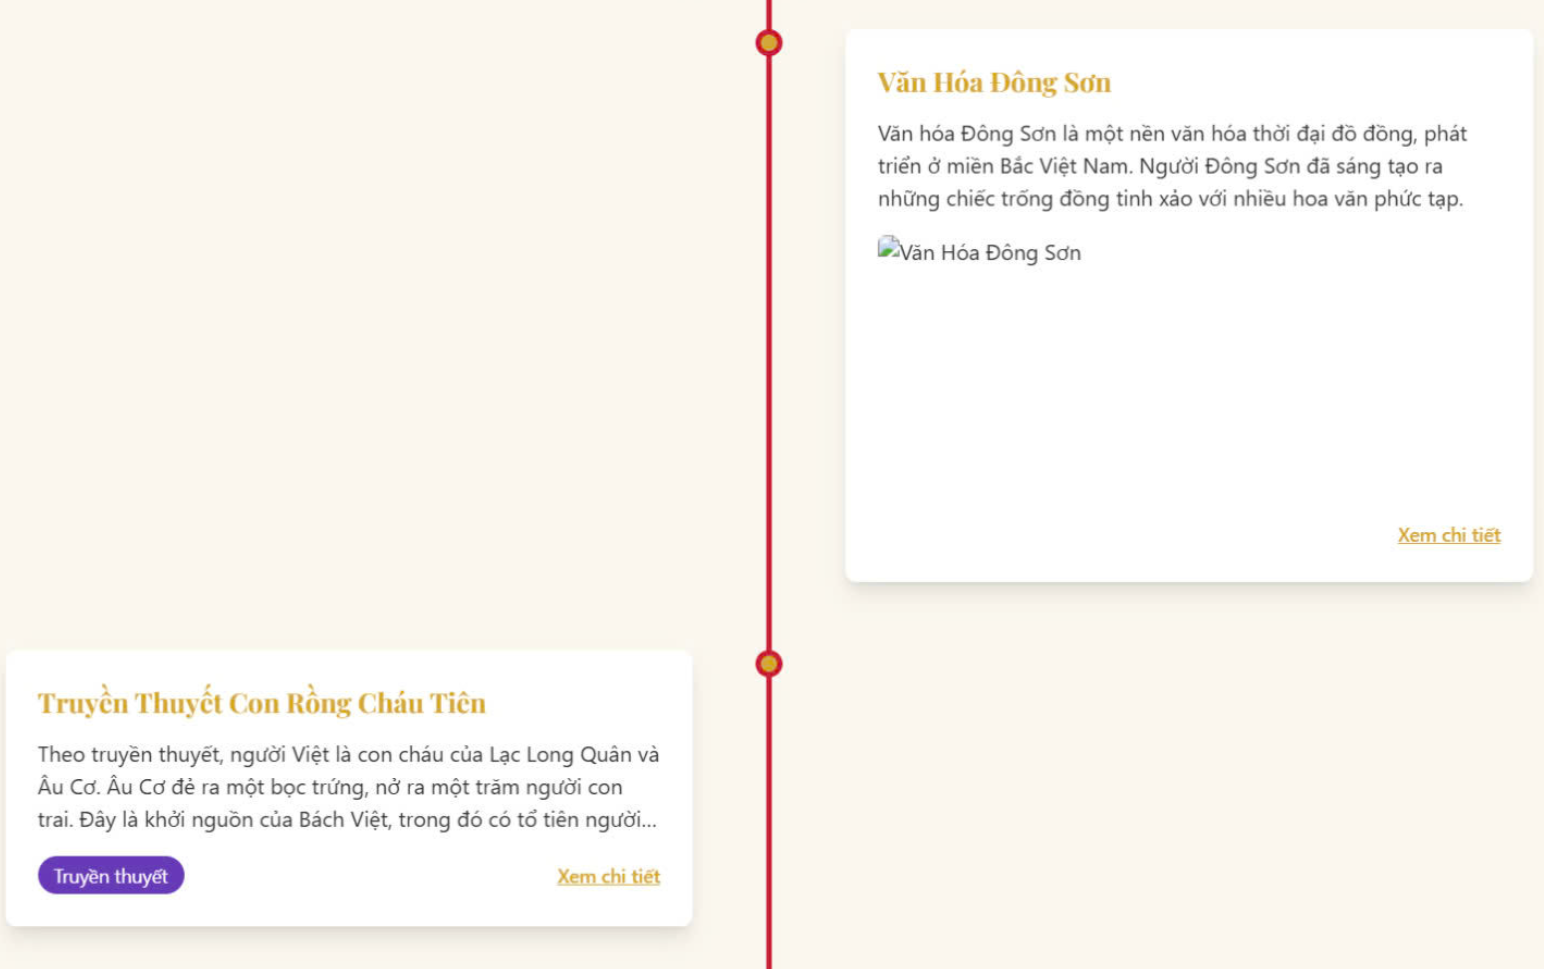 Văn Hóa Đông Sơn
Văn hóa Đông Sơn là một nền văn hóa thời đại đồ đồng, phát
triển ở miền Bắc Việt Nam. Người Đông Sơn đã sáng tạo ra
những chiếc trống đồng tinh xảo với nhiều hoa văn phức tạp.
Văn Hóa Đông Sơn
Xem chi tiết
Truyền Thuyết Con Rồng Cháu Tiên
Theo truyền thuyết, người Việt là con cháu của Lạc Long Quân và
Âu Cơ. Âu Cơ đẻ ra một bọc trứng, nở ra một trăm người con
trai. Đây là khởi nguồn của Bách Việt, trong đó có tổ tiên người...
Truyền thuyết
Xem chi tiết